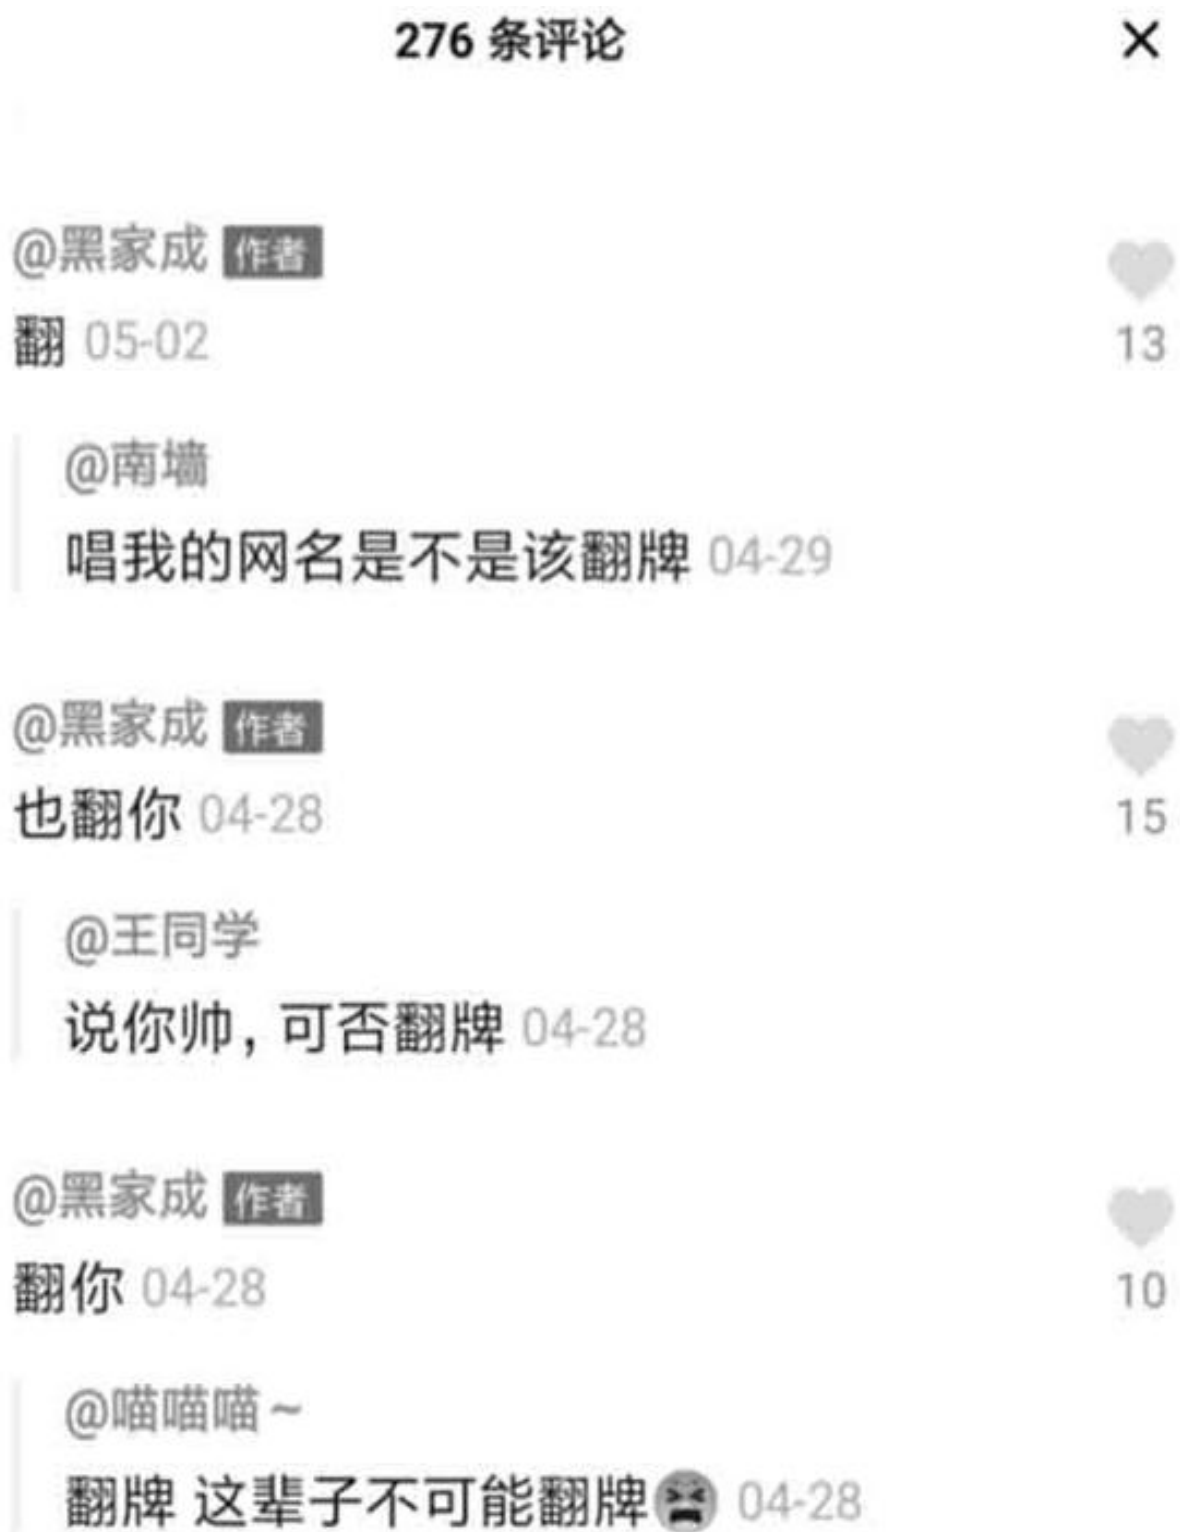 276 条评论
@黑家成 作者
翻 05-02
13
@南墙
唱我的网名是不是该翻牌 04-29
@黑家成 作者
也翻你 04-28
15
@王同学
说你帅，可否翻牌 04-28
@黑家成 作者
翻你 04-28
10
@喵喵喵～
翻牌 这辈子不可能翻牌😫 04-28